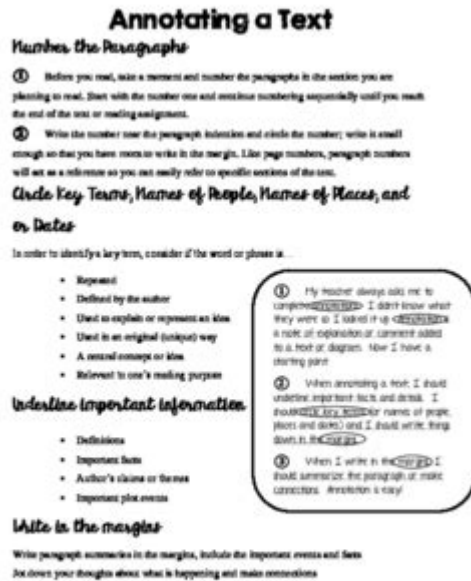 Annotating a Text
Number the Paragraphs
① Before you read, take a moment and number the paragraphs in the section you are
planning to read. Start with the number one and continue numbering sequentially until you reach
the end of the text or reading assignment.
② Write the number near the paragraph indention and circle the number; write it small
enough so that you have room to write in the margin. Like page numbers, paragraph numbers
will act as a reference so you can easily refer to specific sections of the text.
Circle Key Terms, Names of People, Names of Places, and
or Dates
In order to identify a key term, consider if the word or phrase is...
• Repeated
• Defined by the author
• Used to explain or represent an idea
• Used in an original (unique) way
• A central concept or idea
• Relevant to one's reading purpose
Underline important information
• Definitions
• Important facts
• Author's claims or themes
• Important plot events
Write in the margins
Write paragraph summaries in the margins, include the important events and facts
Jot down your thoughts about what is happening and make connections
① My teacher always asks me to
complete annotations. I didn't know what
they were so I looked it up.
a note of explanation or comment added
to a text or diagram. Now I have a
starting point!
② When annotating a text, I should
underline important facts and details. I
should circle key terms (or names of people,
places and dates) and I should write things
down in the margins.
③ When I write in the margins I
should summarize the paragraph or make
connections. Annotation is easy!